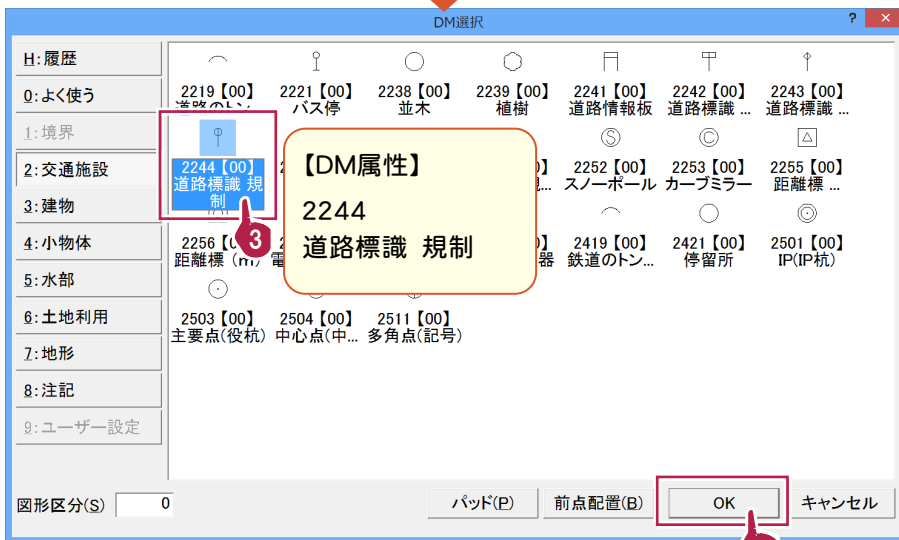 DM選択
? ×
H:履歴
0:よく使う
1:境界
2:交通施設
3:建物
4:小物体
5:水部
6:土地利用
7:地形
8:注記
9:ユーザー設定
2219【00】 2221【00】 2238【00】 2239【00】 2241【00】 2242【00】 2243【00】
道路のトン... バス停 並木 植樹 道路情報板 道路標識 ... 道路標識 ...
S C
2244【00】 2252【00】 2253【00】 2255【00】
道路標識 規制 スノーポール カーブミラー 距離標 ...
【DM属性】
2244
道路標識 規制
3
2256 2419【00】 2421【00】 2501【00】
距離標(m) 電 器 鉄道のトン... 停留所 IP(IP杭)
2503【00】 2504【00】 2511【00】
主要点(役杭) 中心点(中... 多角点(記号)
図形区分(S) 0 パッド(P) 前点配置(B) OK キャンセル